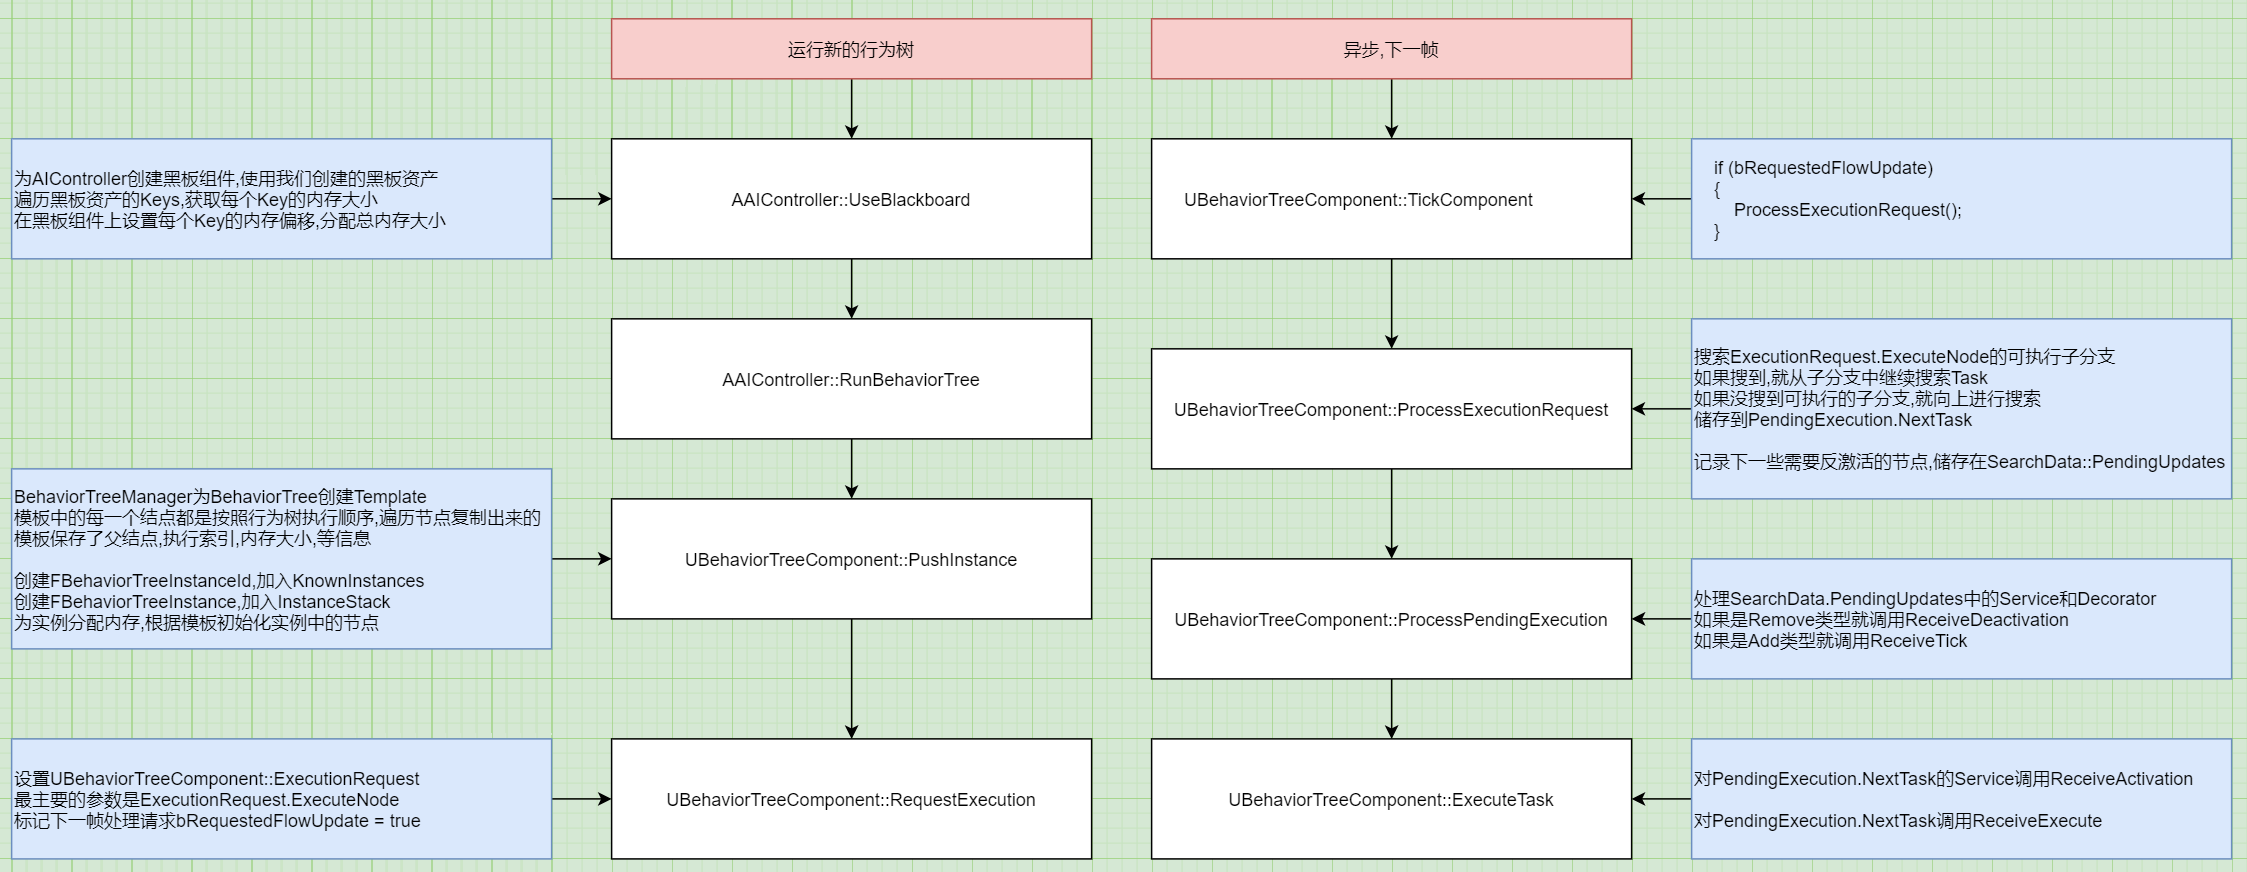 运行新的行为树
异步,下一帧
为AIController创建黑板组件,使用我们创建的黑板资产
遍历黑板资产的Keys,获取每个Key的内存大小
在黑板组件上设置每个Key的内存偏移,分配总内存大小
AAIController::UseBlackboard
UBehaviorTreeComponent::TickComponent
if (bRequestedFlowUpdate)
{
ProcessExecutionRequest();
}
AAIController::RunBehaviorTree
UBehaviorTreeComponent::ProcessExecutionRequest
搜索ExecutionRequest.ExecuteNode的可执行子分支
如果搜到,就从子分支中继续搜索Task
如果没搜到可执行的子分支,就向上进行搜索
储存到PendingExecution.NextTask
记录下一些需要反激活的节点,储存在SearchData::PendingUpdates
BehaviorTreeManager为BehaviorTree创建Template
模板中的每一个结点都是按照行为树执行顺序,遍历节点复制出来的
模板保存了父结点,执行索引,内存大小,等信息
创建FBehaviorTreeInstanceId,加入KnownInstances
创建FBehaviorTreeInstance,加入InstanceStack
为实例分配内存,根据模板初始化实例中的节点
UBehaviorTreeComponent::PushInstance
UBehaviorTreeComponent::ProcessPendingExecution
处理SearchData.PendingUpdates中的Service和Decorator
如果是Remove类型就调用ReceiveDeactivation
如果是Add类型就调用ReceiveTick
设置UBehaviorTreeComponent::ExecutionRequest
最主要的参数是ExecutionRequest.ExecuteNode
标记下一帧处理请求bRequestedFlowUpdate = true
UBehaviorTreeComponent::RequestExecution
UBehaviorTreeComponent::ExecuteTask
对PendingExecution.NextTask的Service调用ReceiveActivation
对PendingExecution.NextTask调用ReceiveExecute